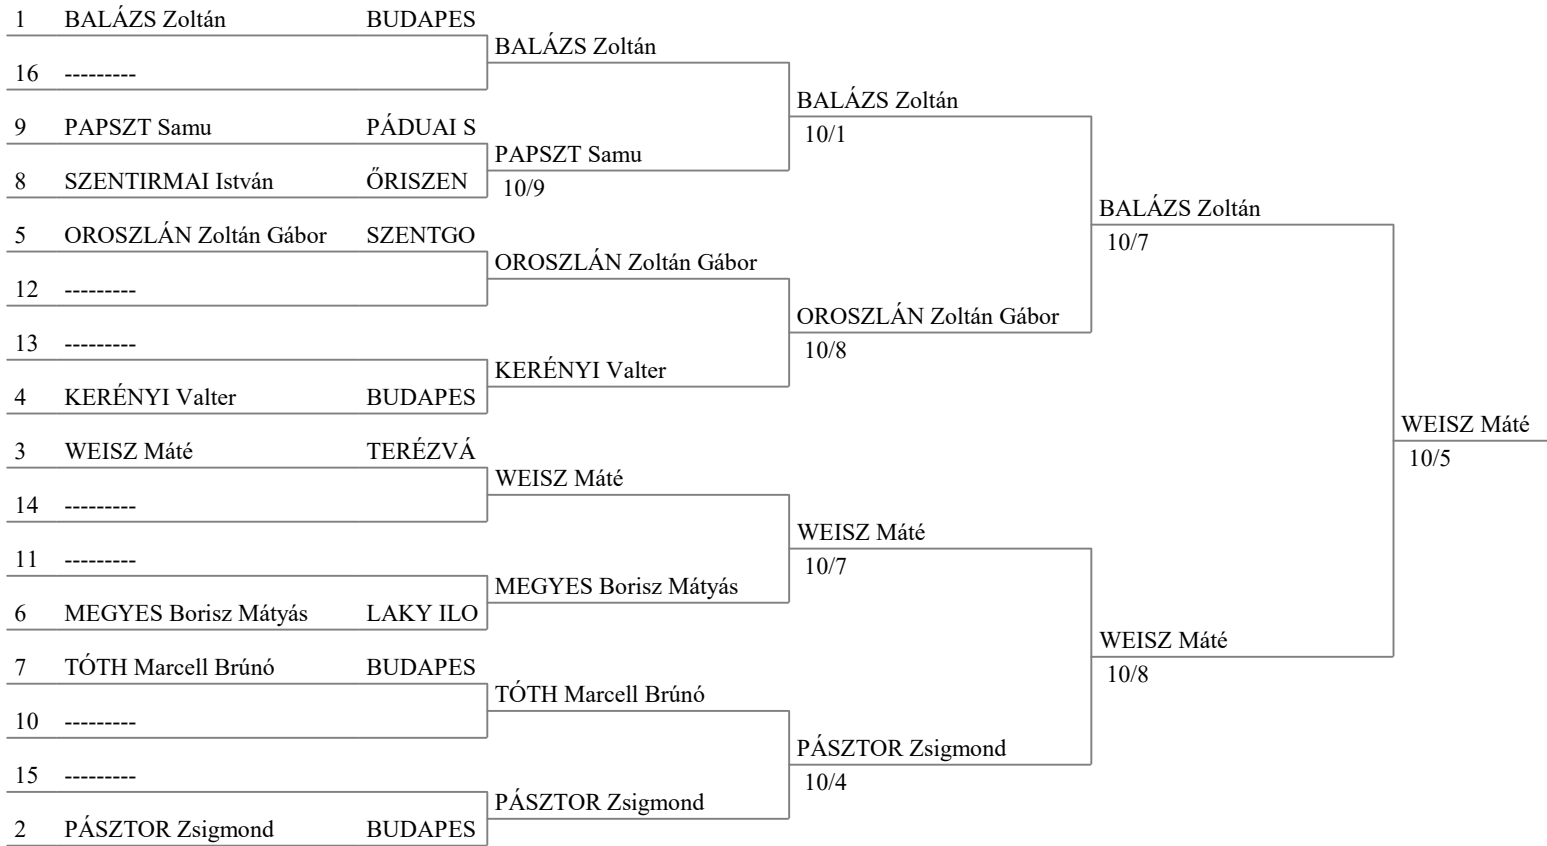 1 BALÁZS Zoltán BUDAPES
16 ---------
9 PAPSZT Samu PÁDUAI S
8 SZENTIRMAI István ŐRISZEN
5 OROSZLÁN Zoltán Gábor SZENTGO
12 ---------
13 ---------
4 KERÉNYI Valter BUDAPES
3 WEISZ Máté TERÉZVÁ
14 ---------
11 ---------
6 MEGYES Borisz Mátyás LAKY ILO
7 TÓTH Marcell Brúnó BUDAPES
10 ---------
15 ---------
2 PÁSZTOR Zsigmond BUDAPES
BALÁZS Zoltán
PAPSZT Samu
10/9
OROSZLÁN Zoltán Gábor
KERÉNYI Valter
WEISZ Máté
MEGYES Borisz Mátyás
TÓTH Marcell Brúnó
PÁSZTOR Zsigmond
BALÁZS Zoltán
10/1
OROSZLÁN Zoltán Gábor
10/8
WEISZ Máté
10/7
PÁSZTOR Zsigmond
10/4
BALÁZS Zoltán
10/7
WEISZ Máté
10/8
WEISZ Máté
10/5